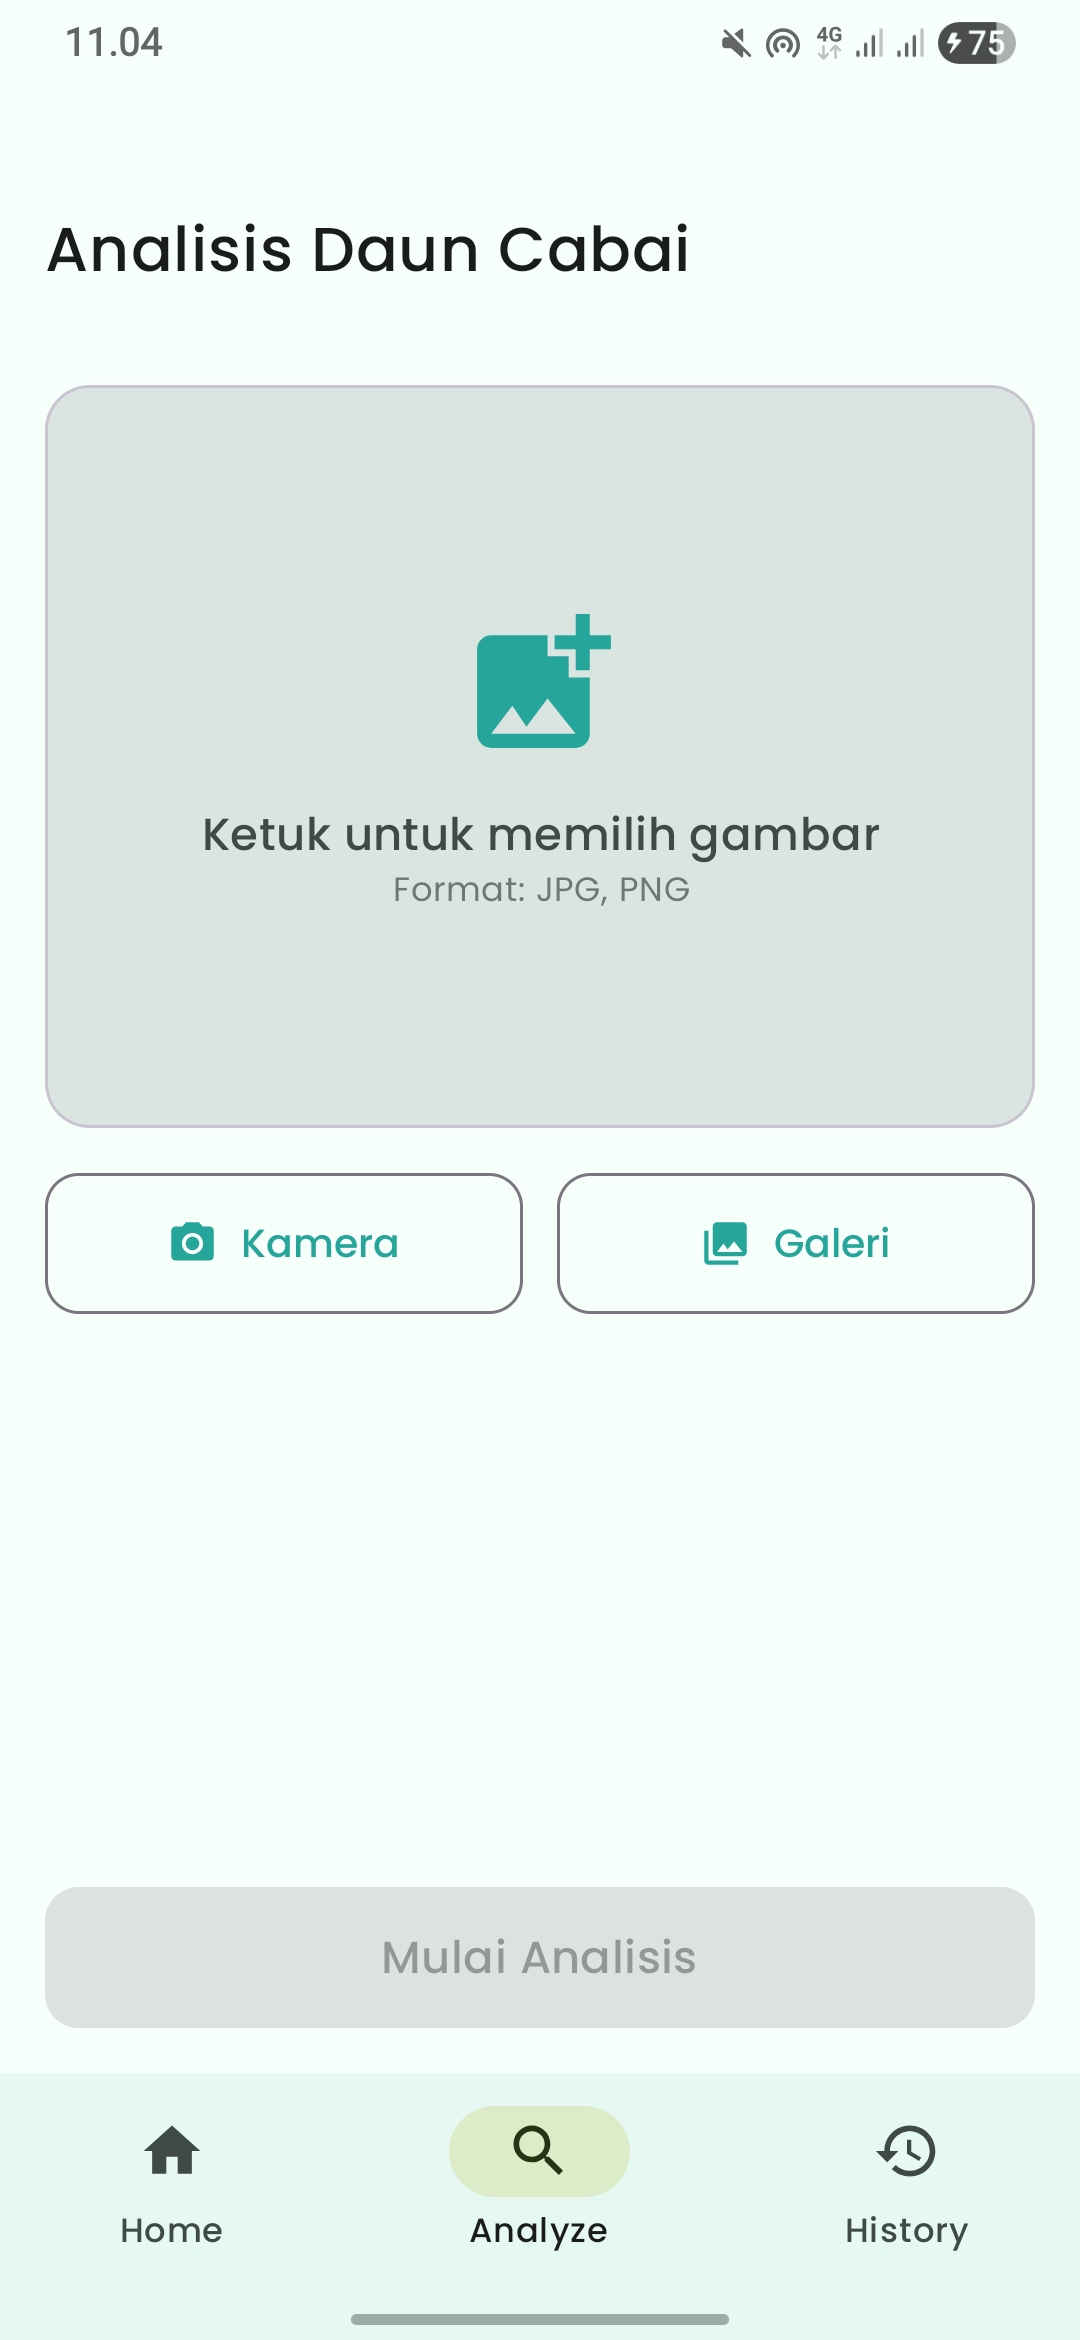 11.04
4G
75
Analisis Daun Cabai
Ketuk untuk memilih gambar
Format: JPG, PNG
Kamera
Galeri
Mulai Analisis
Home
Analyze
History